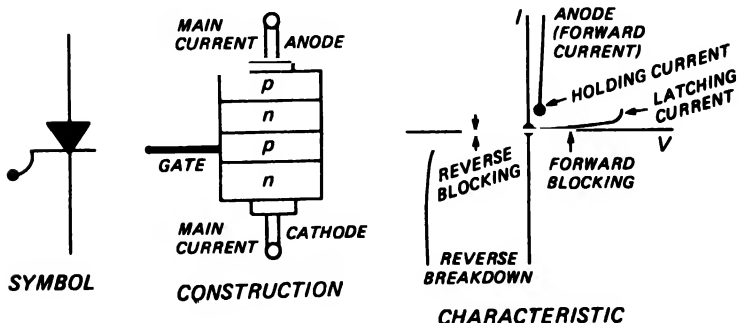 SYMBOL
MAIN
CURRENT
ANODE
p
n
p
n
GATE
MAIN
CURRENT
CATHODE
CONSTRUCTION
I
ANODE
(FORWARD
CURRENT)
HOLDING CURRENT
LATCHING
CURRENT
V
REVERSE
BLOCKING
FORWARD
BLOCKING
REVERSE
BREAKDOWN
CHARACTERISTIC